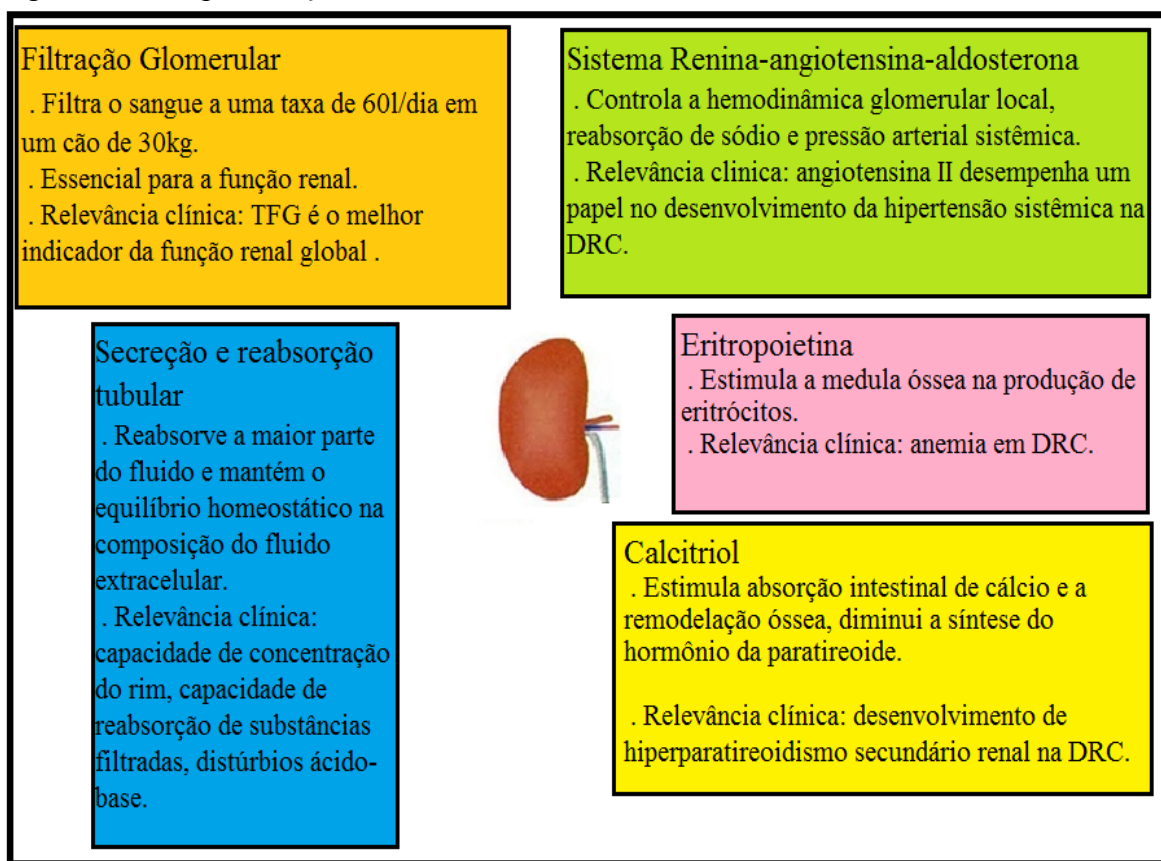 Filtração Glomerular
. Filtra o sangue a uma taxa de 60l/dia em
um cão de 30kg.
. Essencial para a função renal.
. Relevância clínica: TFG é o melhor
indicador da função renal global .
Sistema Renina-angiotensina-aldosterona
. Controla a hemodinâmica glomerular local,
reabsorção de sódio e pressão arterial sistêmica.
. Relevância clinica: angiotensina II desempenha um
papel no desenvolvimento da hipertensão sistêmica na
DRC.
Secreção e reabsorção
tubular
. Reabsorve a maior parte
do fluido e mantém o
equilíbrio homeostático na
composição do fluido
extracelular.
. Relevância clínica:
capacidade de concentração
do rim, capacidade de
reabsorção de substâncias
filtradas, distúrbios ácido-
base.
Eritropoietina
. Estimula a medula óssea na produção de
eritrócitos.
. Relevância clínica: anemia em DRC.
Calcitriol
. Estimula absorção intestinal de cálcio e a
remodelação óssea, diminui a síntese do
hormônio da paratireoide.
. Relevância clínica: desenvolvimento de
hiperparatireoidismo secundário renal na DRC.